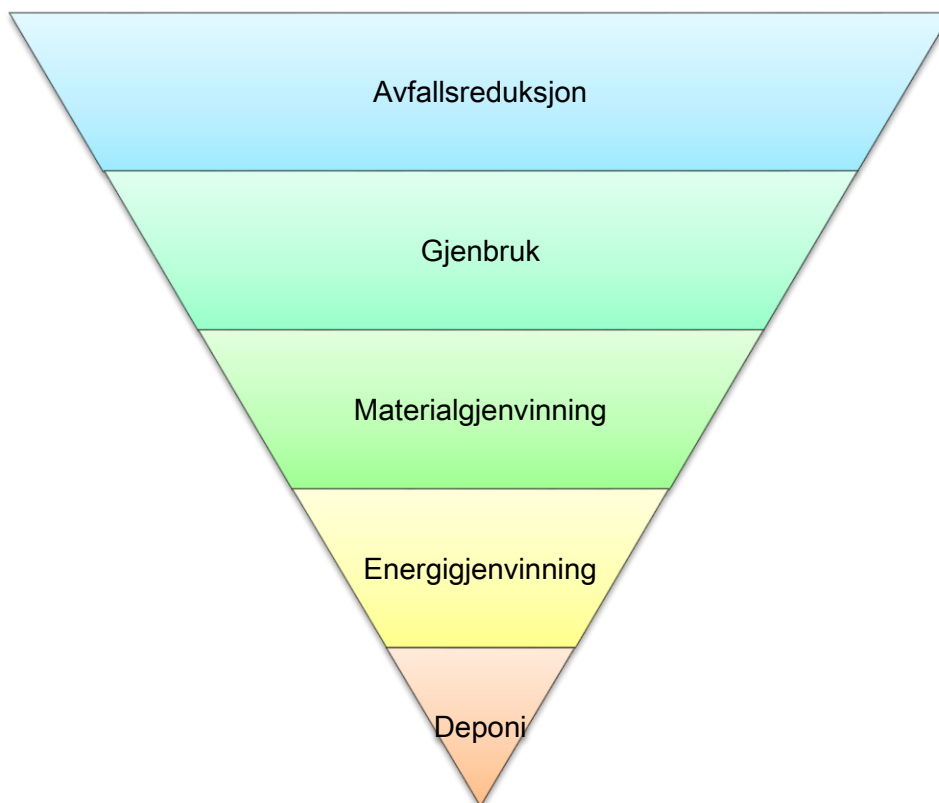 Avfallsreduksjon
Gjenbruk
Materialgjenvinning
Energigjenvinning
Deponi